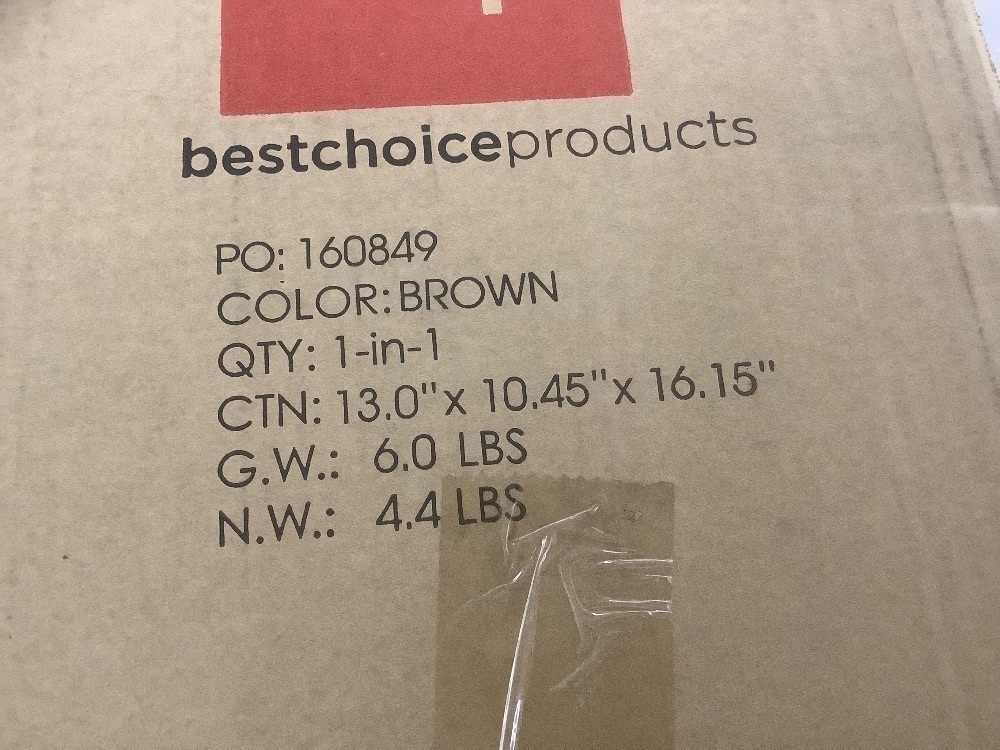 bestchoiceproducts
PO: 160849
COLOR: BROWN
QTY: 1-in-1
CTN: 13.0"x 10.45"x 16.15"
G.W.: 6.0 LBS
N.W.: 4.4 LBS